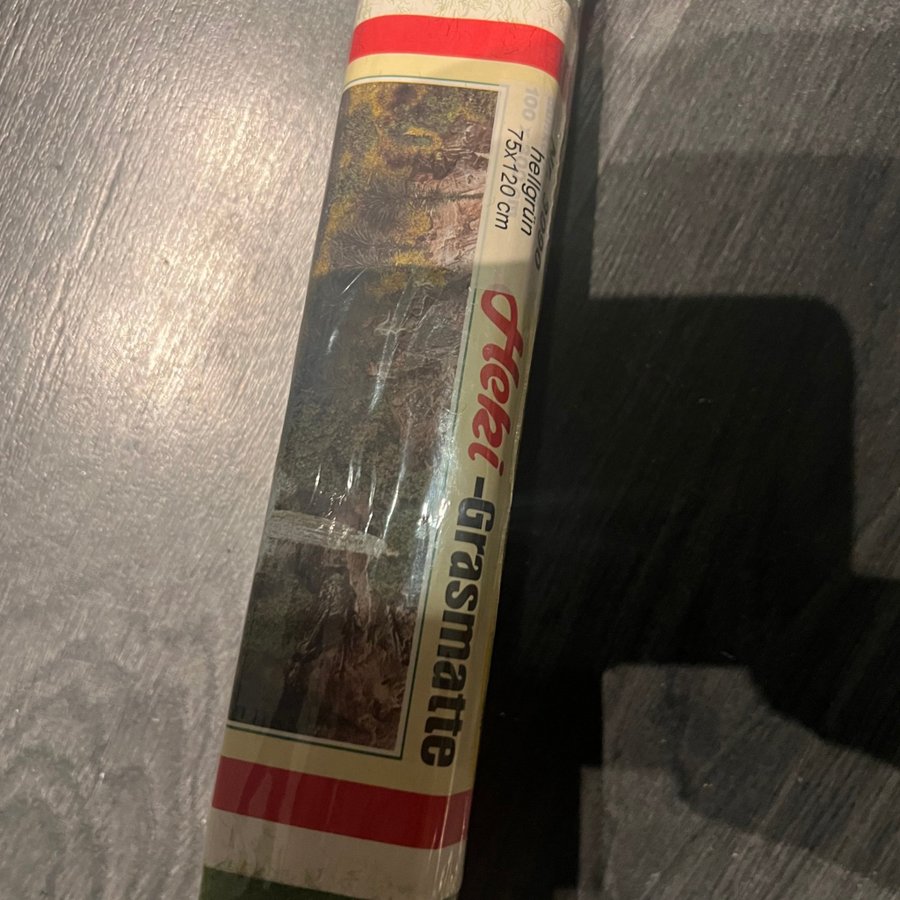 hellgrün
75x120 cm
Heki-Grasmatte